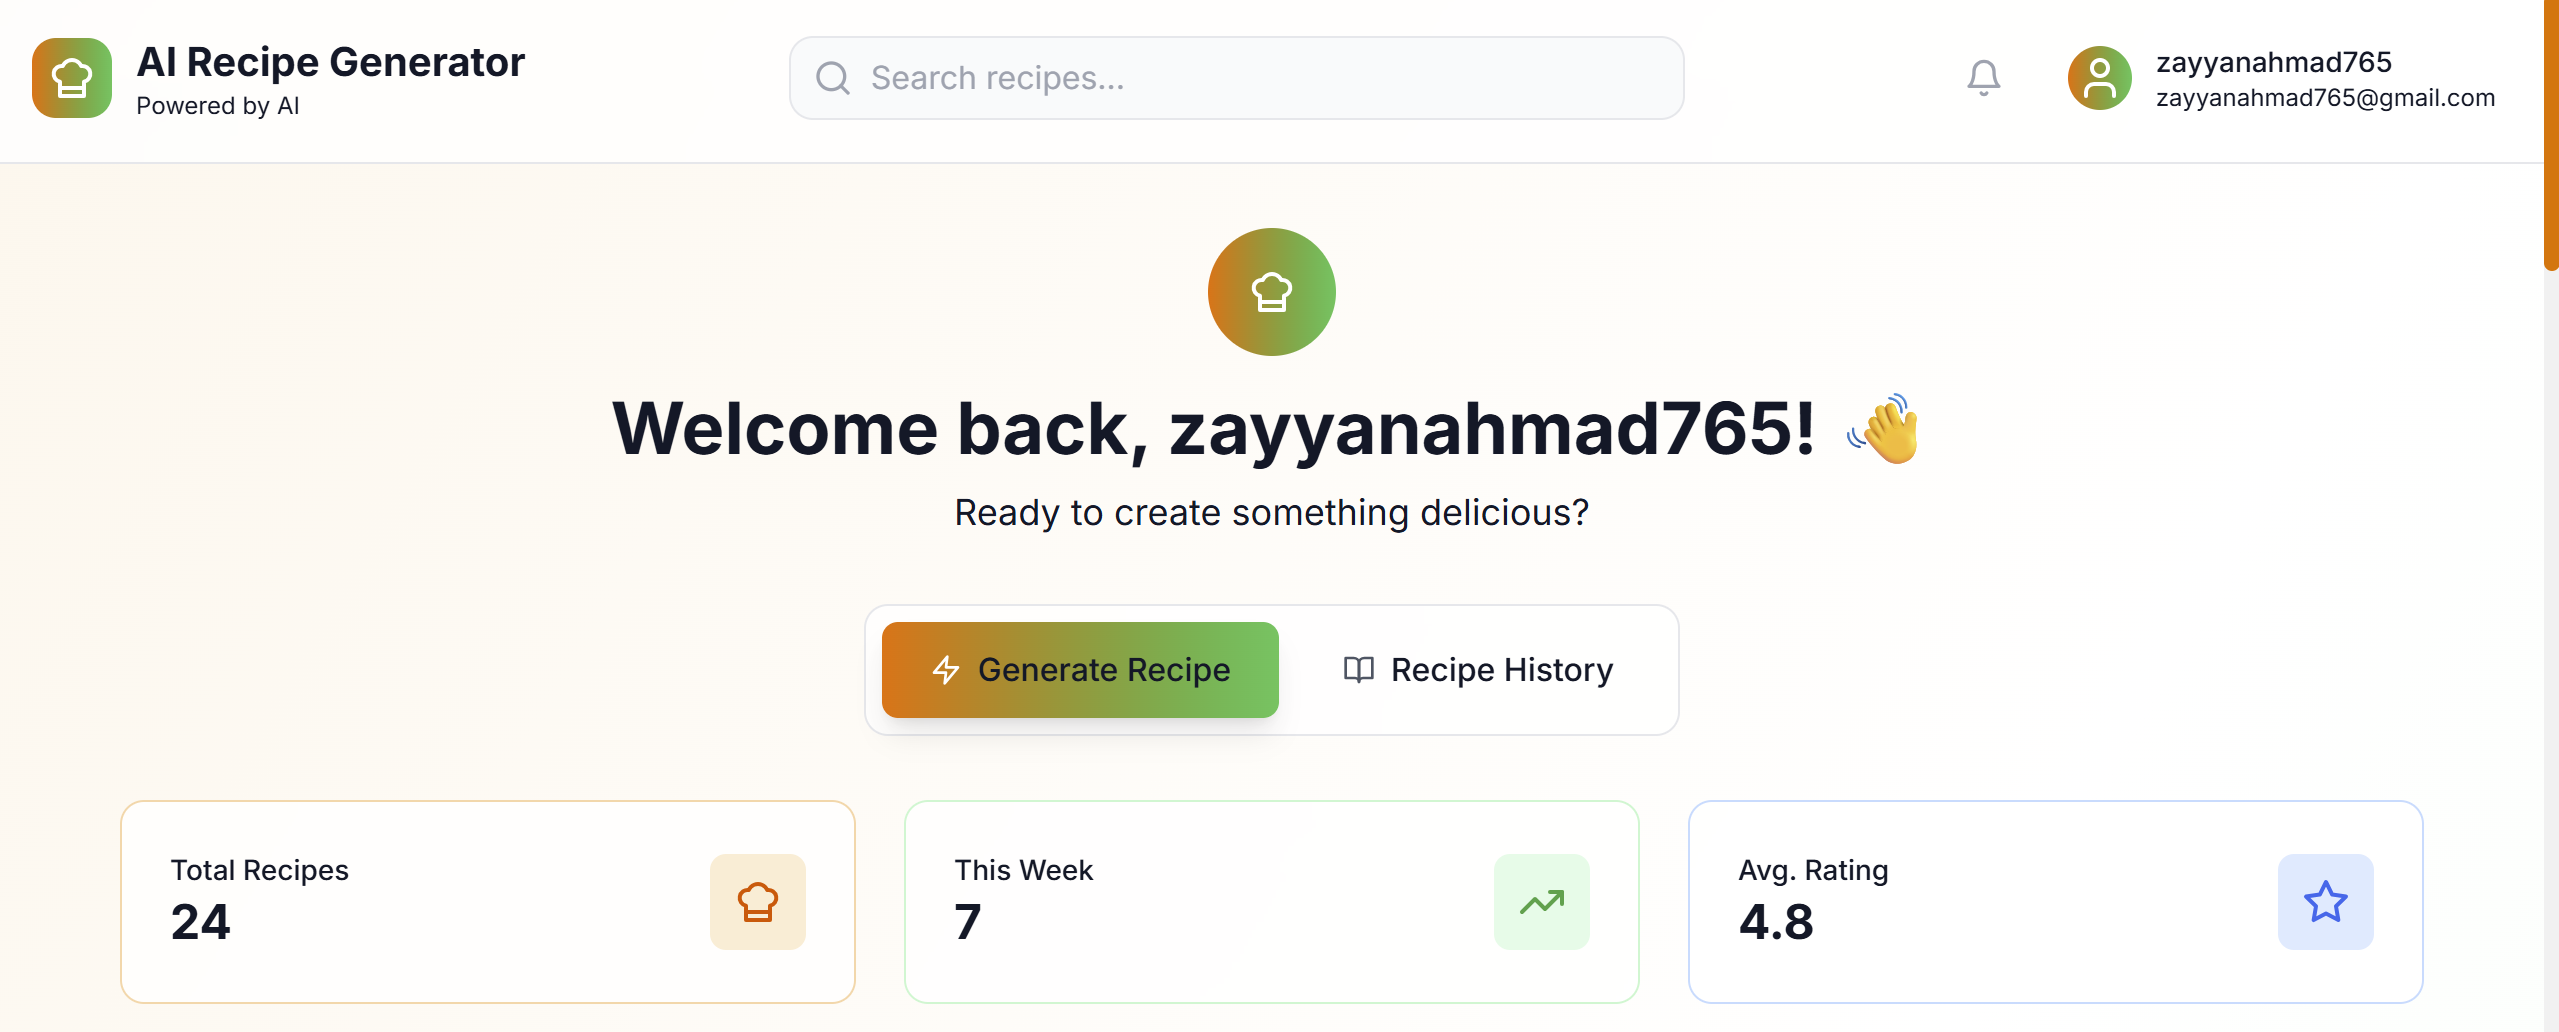 AI Recipe Generator
Powered by AI
Search recipes...
zayyanahmad765
zayyanahmad765@gmail.com
Welcome back, zayyanahmad765! 👋
Ready to create something delicious?
Generate Recipe
Recipe History
Total Recipes
24
This Week
7
Avg. Rating
4.8